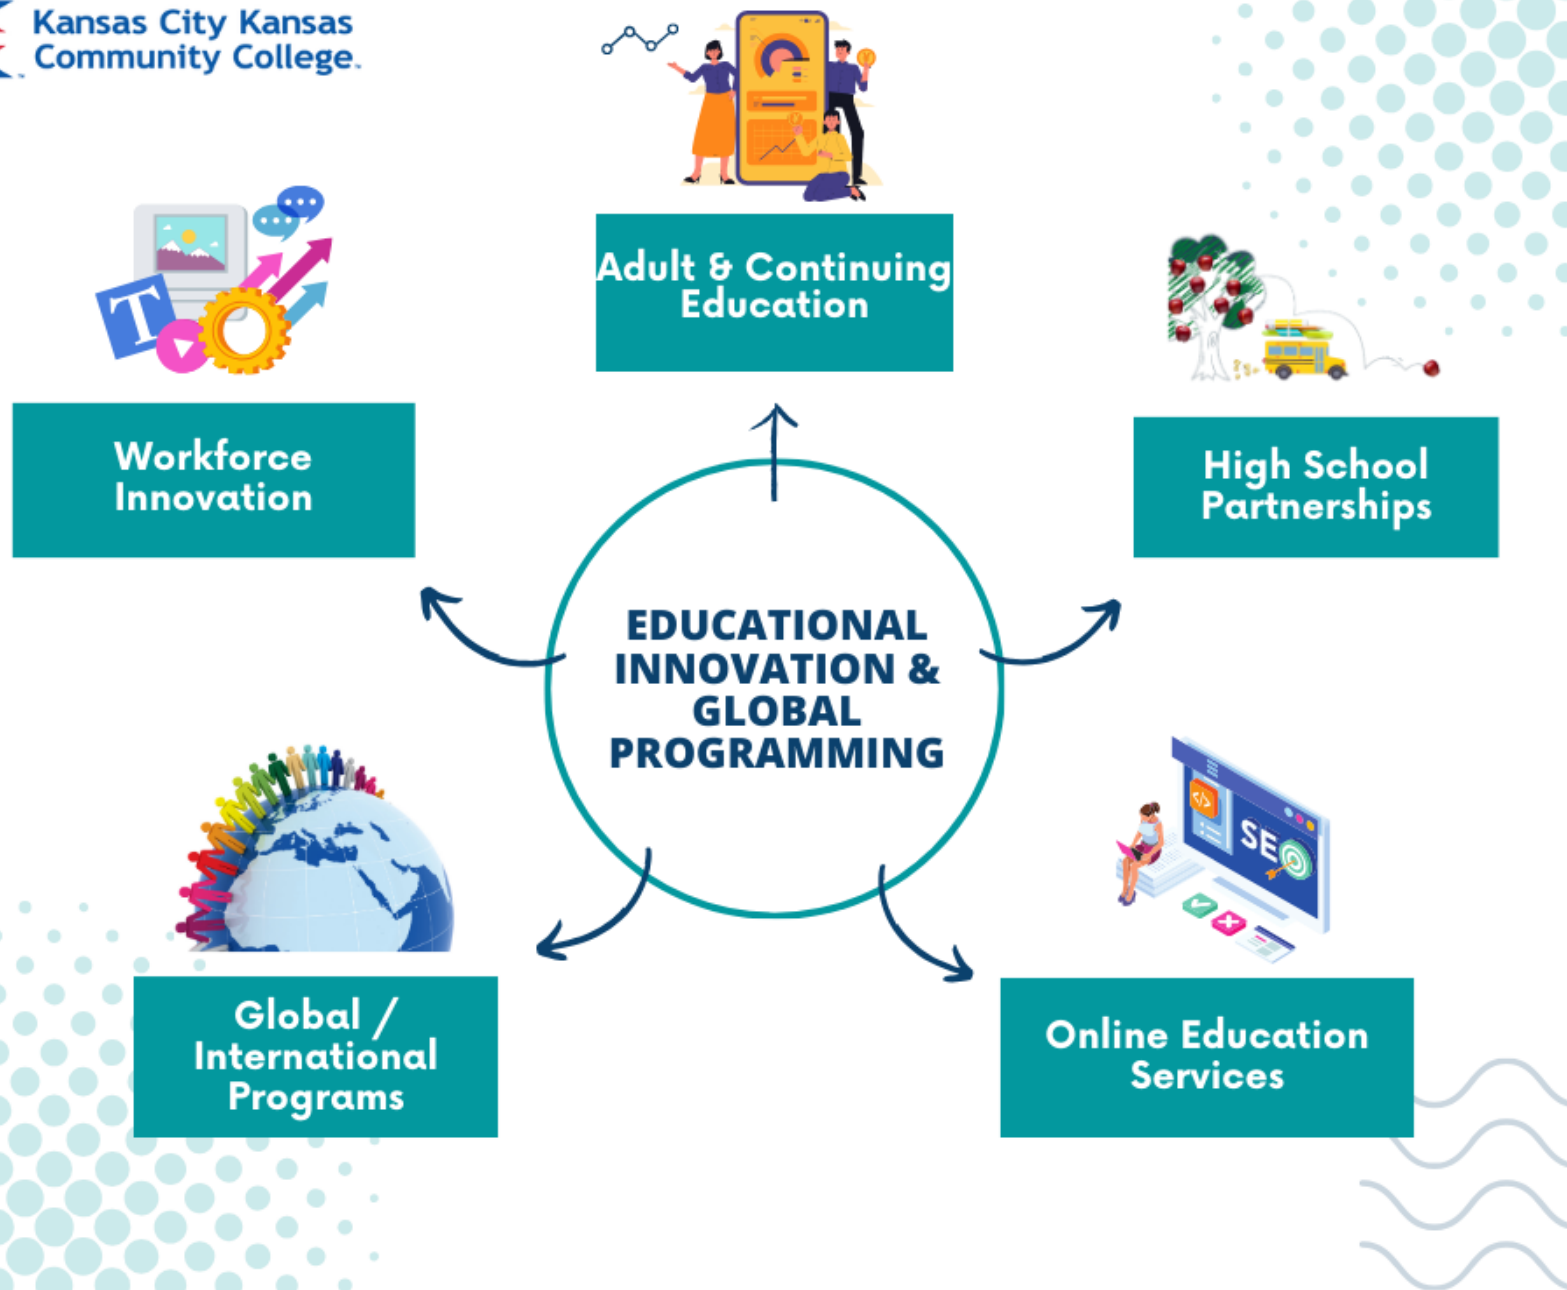 Kansas City Kansas
Community College
Adult & Continuing
Education
Workforce
Innovation
T
High School
Partnerships
EDUCATIONAL
INNOVATION &
GLOBAL
PROGRAMMING
</>
SEO
Global /
International
Programs
Online Education
Services